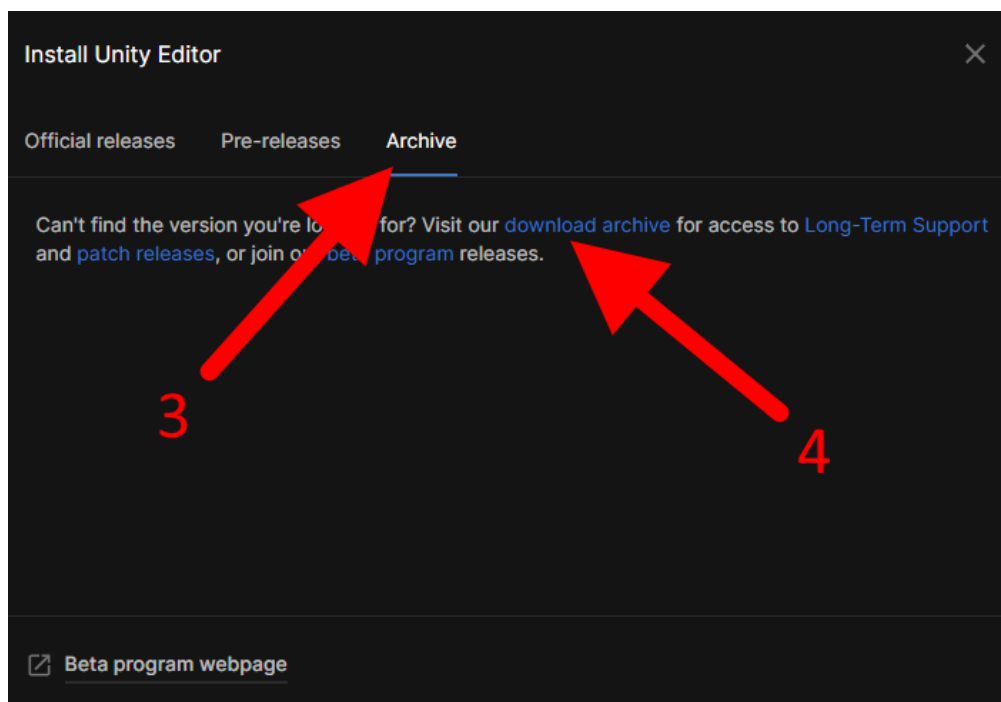 Install Unity Editor
Official releases Pre-releases Archive
Can't find the version you're for? Visit our download archive for access to Long-Term Support
and patch releases, or join beta program releases.
3
4
Beta program webpage